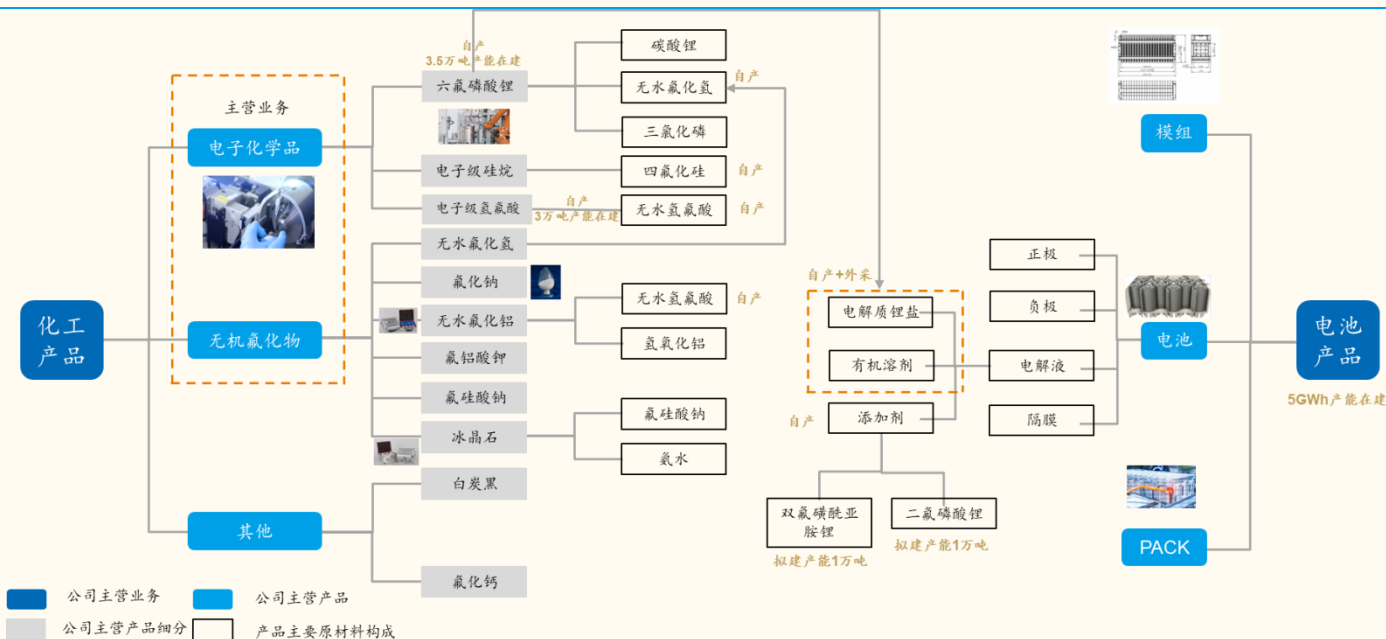 自产
3.5万吨产能在建
碳酸锂
主营业务
六氟磷酸锂
无水氟化氢
自产
三氯化磷
模组
电子化学品
电子级硅烷
四氟化硅
自产
电子级氢氟酸
自产
3万吨产能在建
无水氢氟酸
自产
无水氟化氢
正极
自产+外采
氟化钠
无水氢氟酸
自产
电解质锂盐
负极
化工
产品
无机氟化物
无水氟化铝
氢氧化铝
电池
电池
产品
氟铝酸钾
有机溶剂
电解液
5GWh产能在建
氟硅酸钠
氟硅酸钠
自产
添加剂
隔膜
冰晶石
氨水
白炭黑
双氟磺酰亚
胺锂
二氟磷酸锂
其他
拟建产能1万吨
拟建产能1万吨
PACK
氟化钙
公司主营业务
公司主营产品
公司主营产品细分
产品主要原材料构成